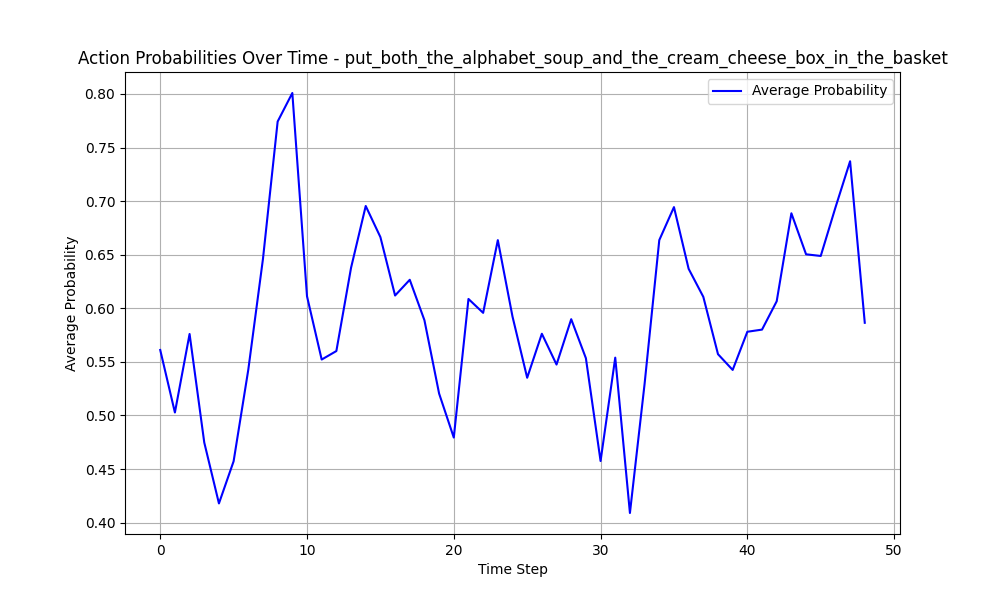 Action Probabilities Over Time - put_both_the_alphabet_soup_and_the_cream_cheese_box_in_the_basket
Average Probability
0.80
0.75
0.70
0.65
0.60
0.55
0.50
0.45
0.40
Average Probability
0 10 20 30 40 50
Time Step